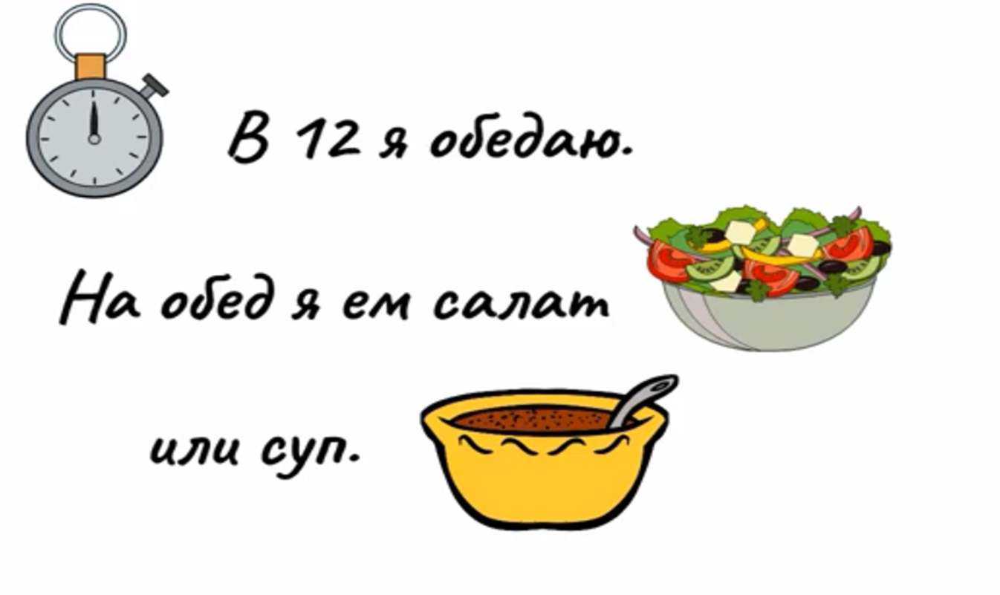 В 12 я обедаю.
На обед я ем салат
или суп.